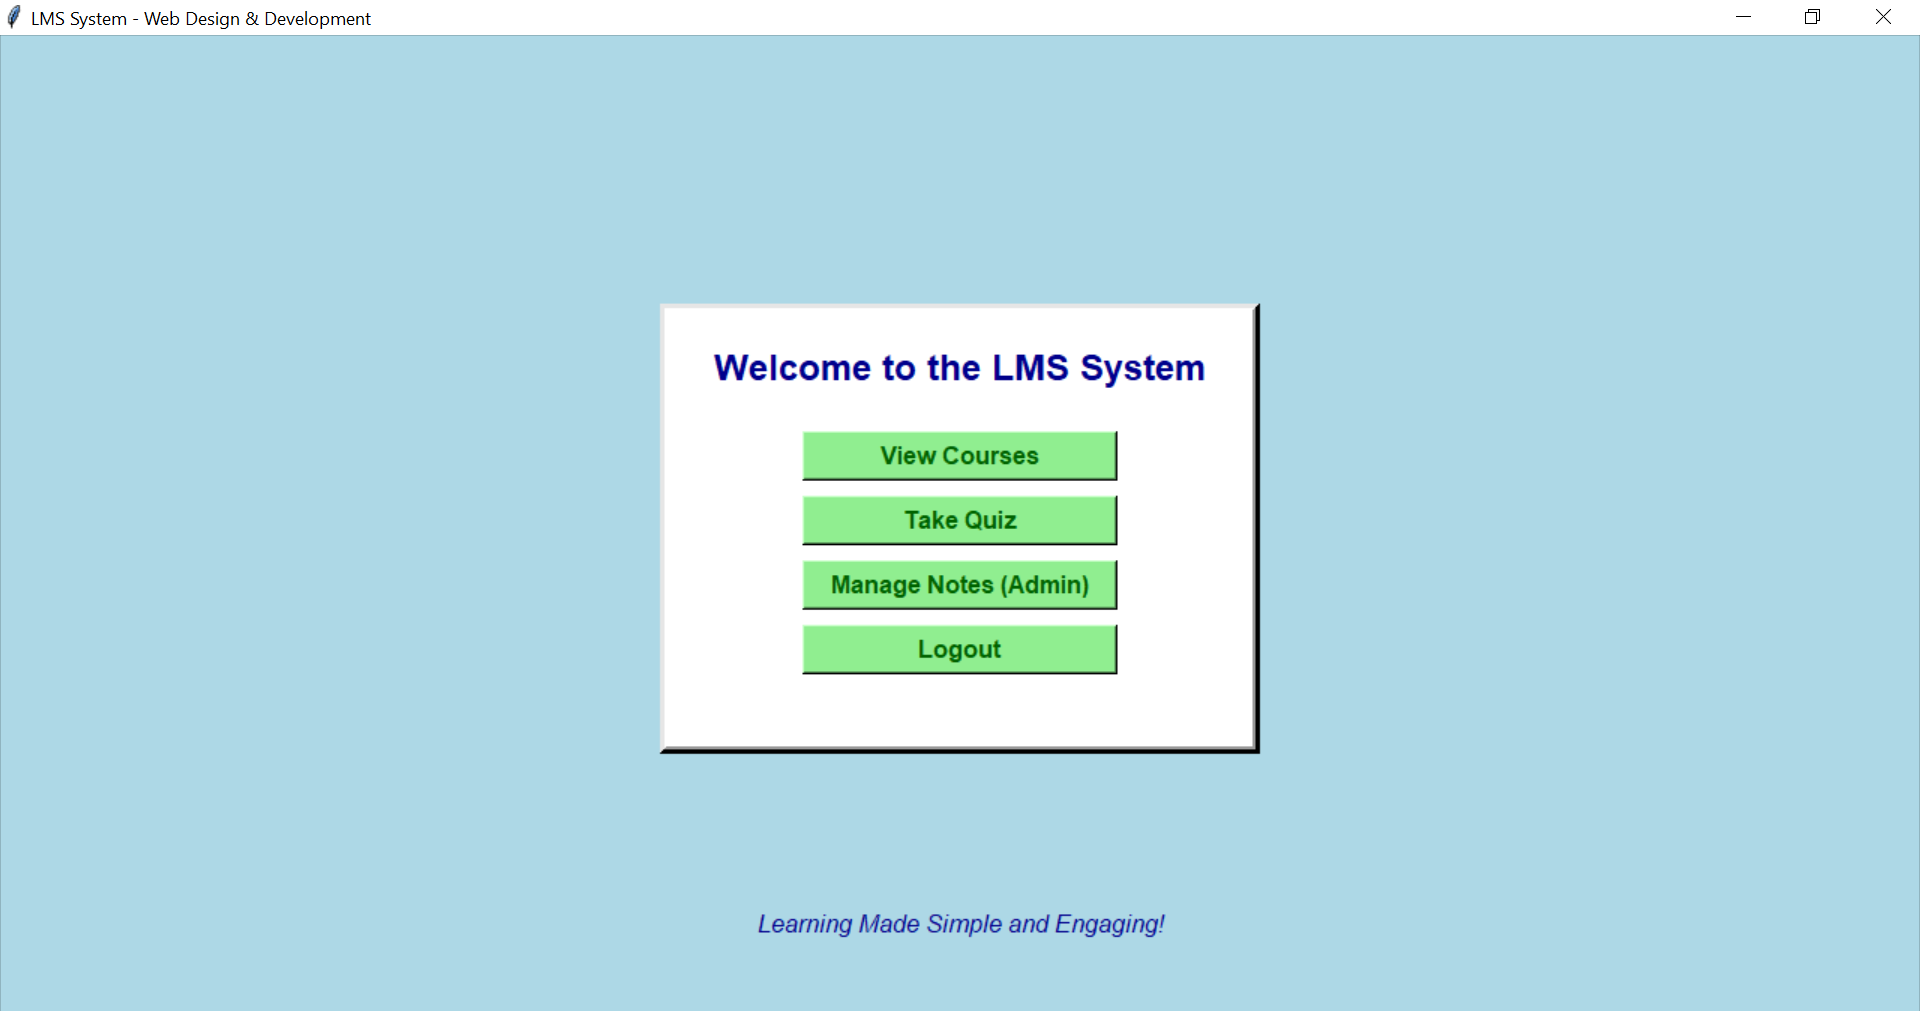 LMS System - Web Design & Development
Welcome to the LMS System
View Courses
Take Quiz
Manage Notes (Admin)
Logout
Learning Made Simple and Engaging!